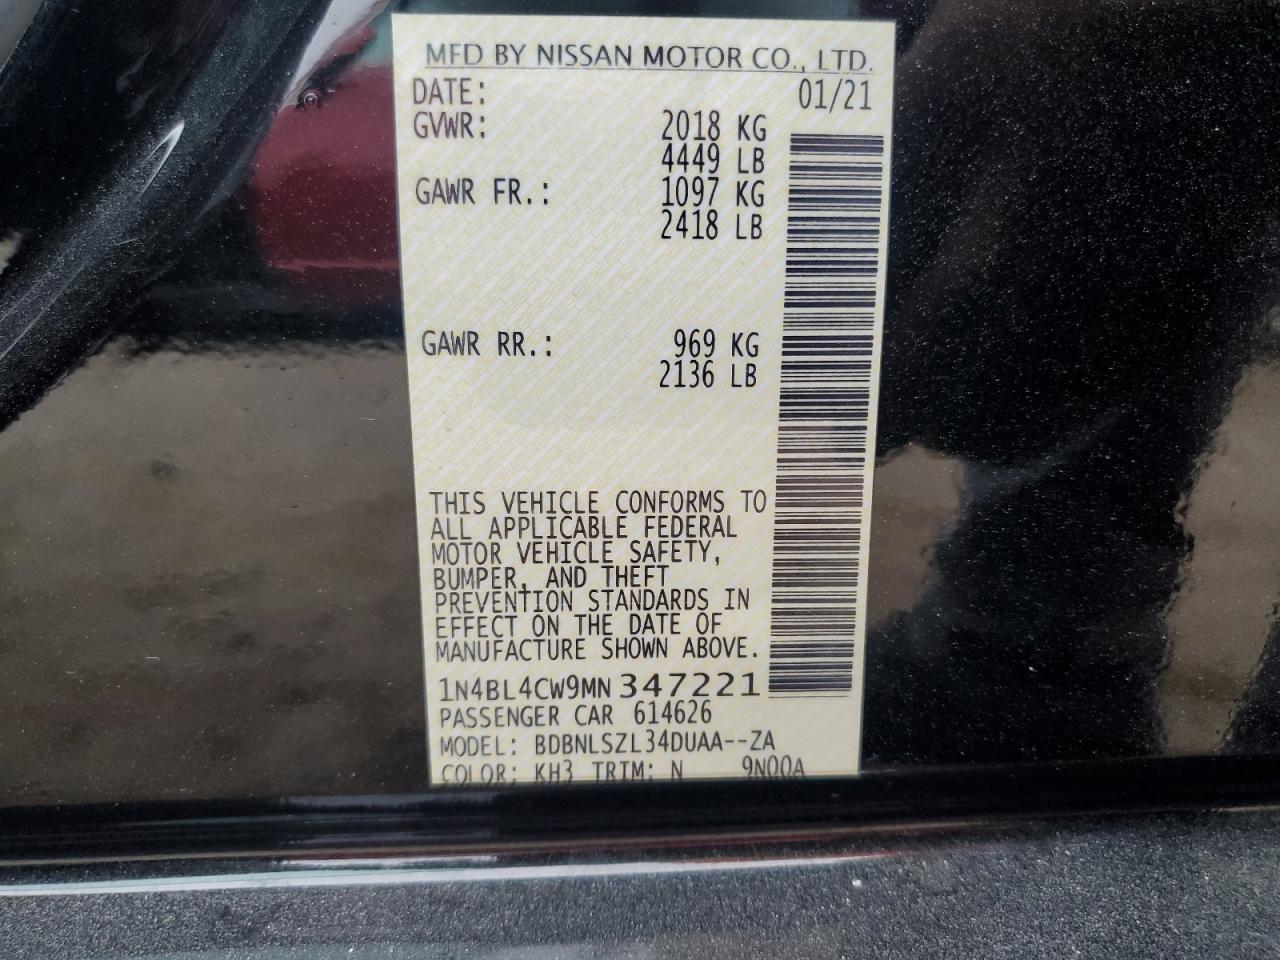 MFD BY NISSAN MOTOR CO., LTD.
DATE: 01/21
GVWR: 2018 KG
4449 LB
GAWR FR.: 1097 KG
2418 LB
GAWR RR.: 969 KG
2136 LB
THIS VEHICLE CONFORMS TO
ALL APPLICABLE FEDERAL
MOTOR VEHICLE SAFETY,
BUMPER, AND THEFT
PREVENTION STANDARDS IN
EFFECT ON THE DATE OF
MANUFACTURE SHOWN ABOVE.
1N4BL4CW9MN347221
PASSENGER CAR 614626
MODEL: BDBNLSZL34DUAA--ZA
COLOR: KH3 TRIM: N 9N00A